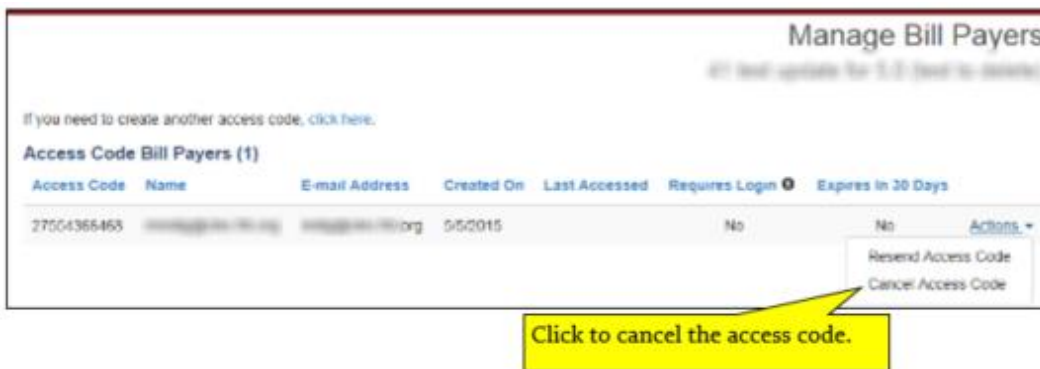 Manage Bill Payers
If you need to create another access code, click here.
Access Code Bill Payers (1)
Access Code Name E-mail Address Created On Last Accessed Requires Login Expires In 30 Days
27554366468 org 5/5/2015 No No Actions
Resend Access Code
Cancel Access Code
Click to cancel the access code.